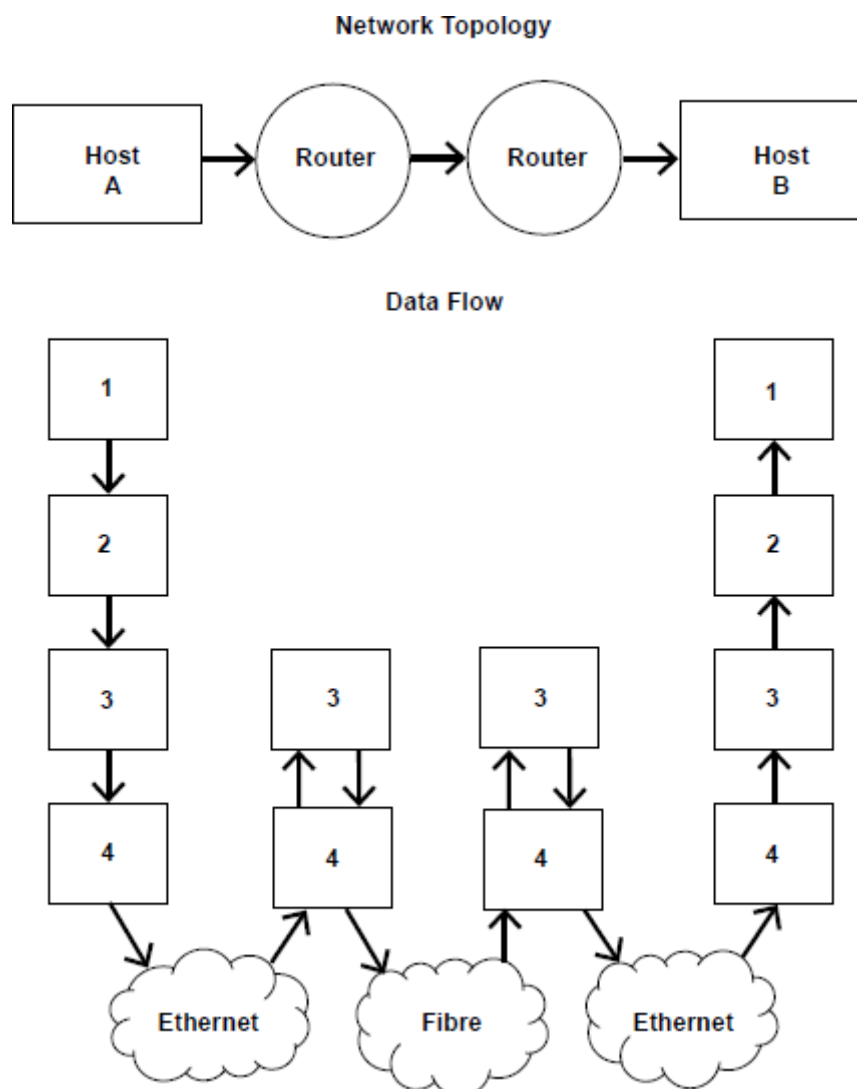 Network Topology
Host
A
Router
Router
Host
B
Data Flow
1
1
2
2
3
3
3
3
4
4
4
4
Ethernet
Fibre
Ethernet